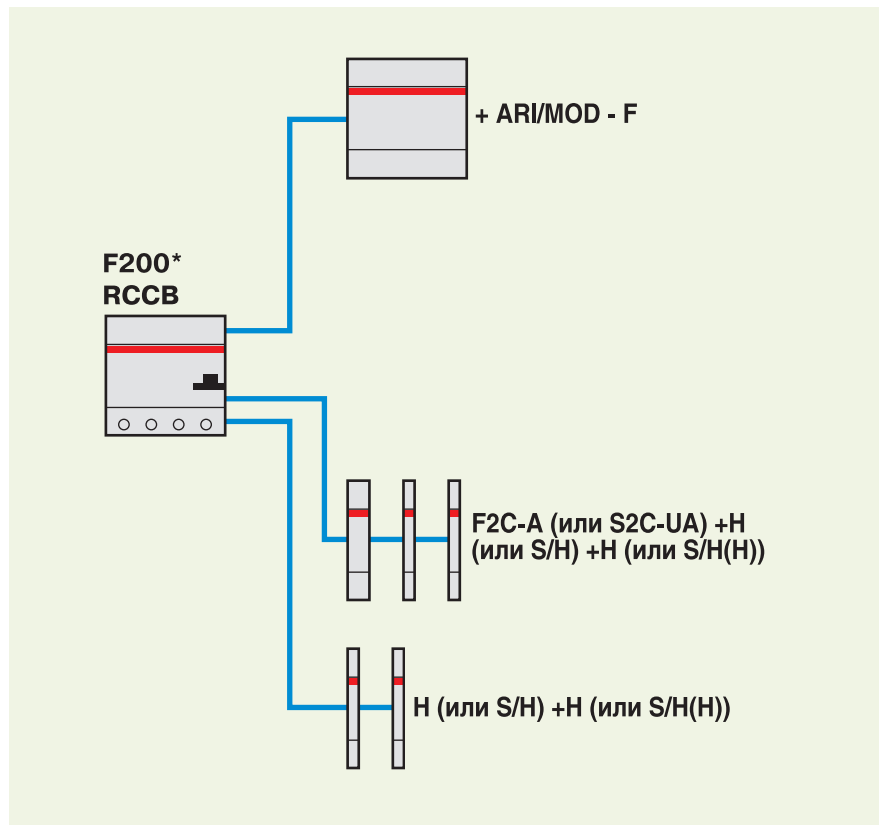 + ARI/MOD - F
F200*
RCCB
F2C-A (или S2C-UA) +H
(или S/H) +H (или S/H(H))
H (или S/H) +H (или S/H(H))